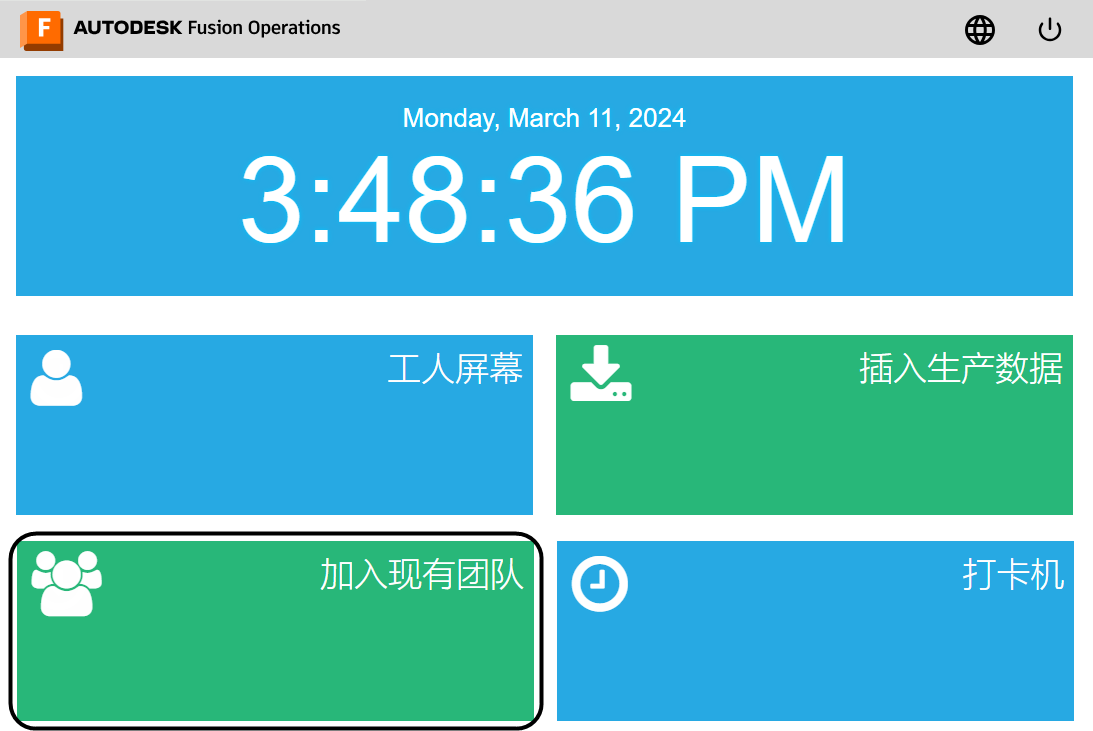 F AUTODESK Fusion Operations
Monday, March 11, 2024
3:48:36 PM
工人屏幕
插入生产数据
加入现有团队
打卡机